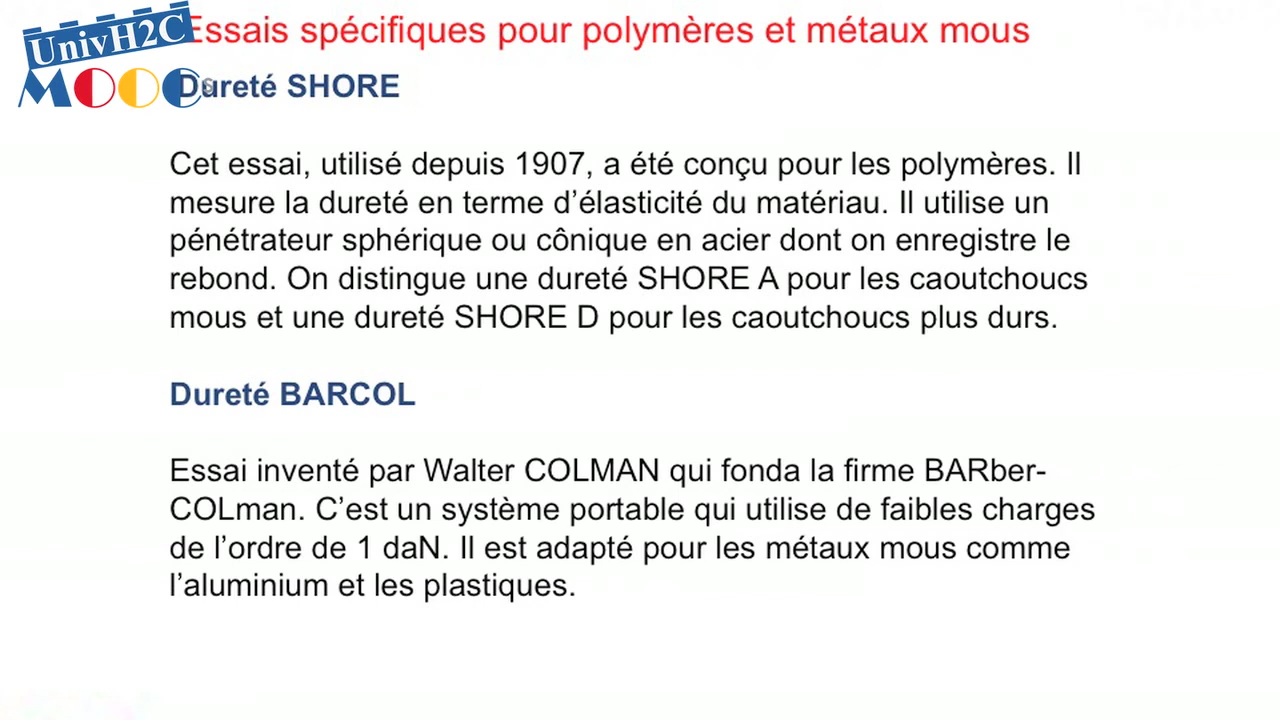 UnivH2C
MOOCs
Essais spécifiques pour polymères et métaux mous
Dureté SHORE
Cet essai, utilisé depuis 1907, a été conçu pour les polymères. Il
mesure la dureté en terme d’élasticité du matériau. Il utilise un
pénétrateur sphérique ou cônique en acier dont on enregistre le
rebond. On distingue une dureté SHORE A pour les caoutchoucs
mous et une dureté SHORE D pour les caoutchoucs plus durs.
Dureté BARCOL
Essai inventé par Walter COLMAN qui fonda la firme BARber-
COLman. C’est un système portable qui utilise de faibles charges
de l’ordre de 1 daN. Il est adapté pour les métaux mous comme
l’aluminium et les plastiques.